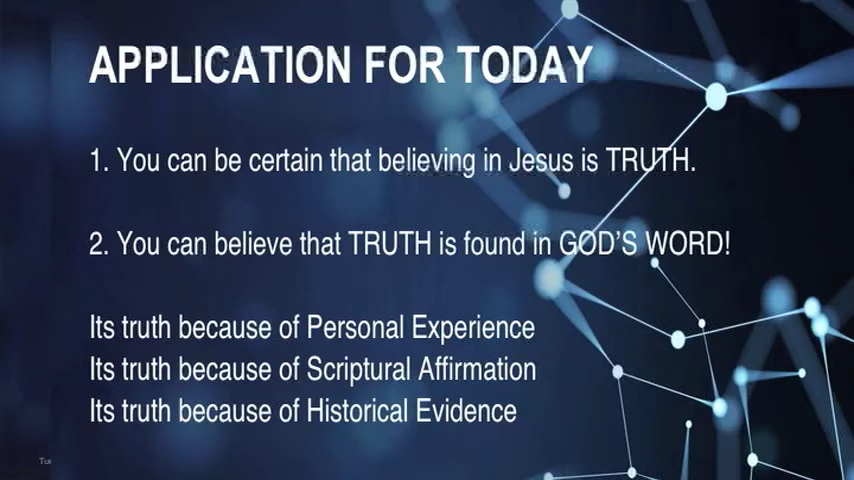 APPLICATION FOR TODAY
1. You can be certain that believing in Jesus is TRUTH.
2. You can believe that TRUTH is found in GOD'S WORD!
Its truth because of Personal Experience
Its truth because of Scriptural Affirmation
Its truth because of Historical Evidence